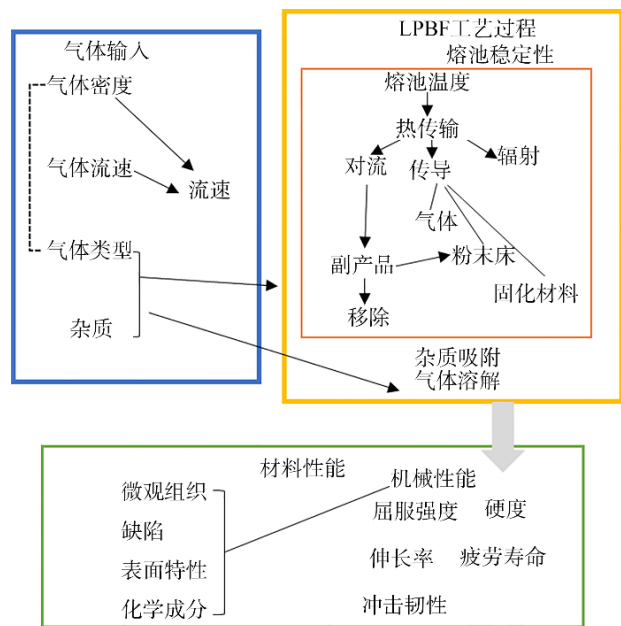 气体输入
气体密度
气体流速
流速
气体类型
杂质
LPBF工艺过程
熔池稳定性
熔池温度
热传输
对流
传导
辐射
气体
副产品
粉末床
固化材料
移除
杂质吸附
气体溶解
材料性能
微观组织
缺陷
表面特性
化学成分
机械性能
屈服强度
硬度
伸长率
疲劳寿命
冲击韧性